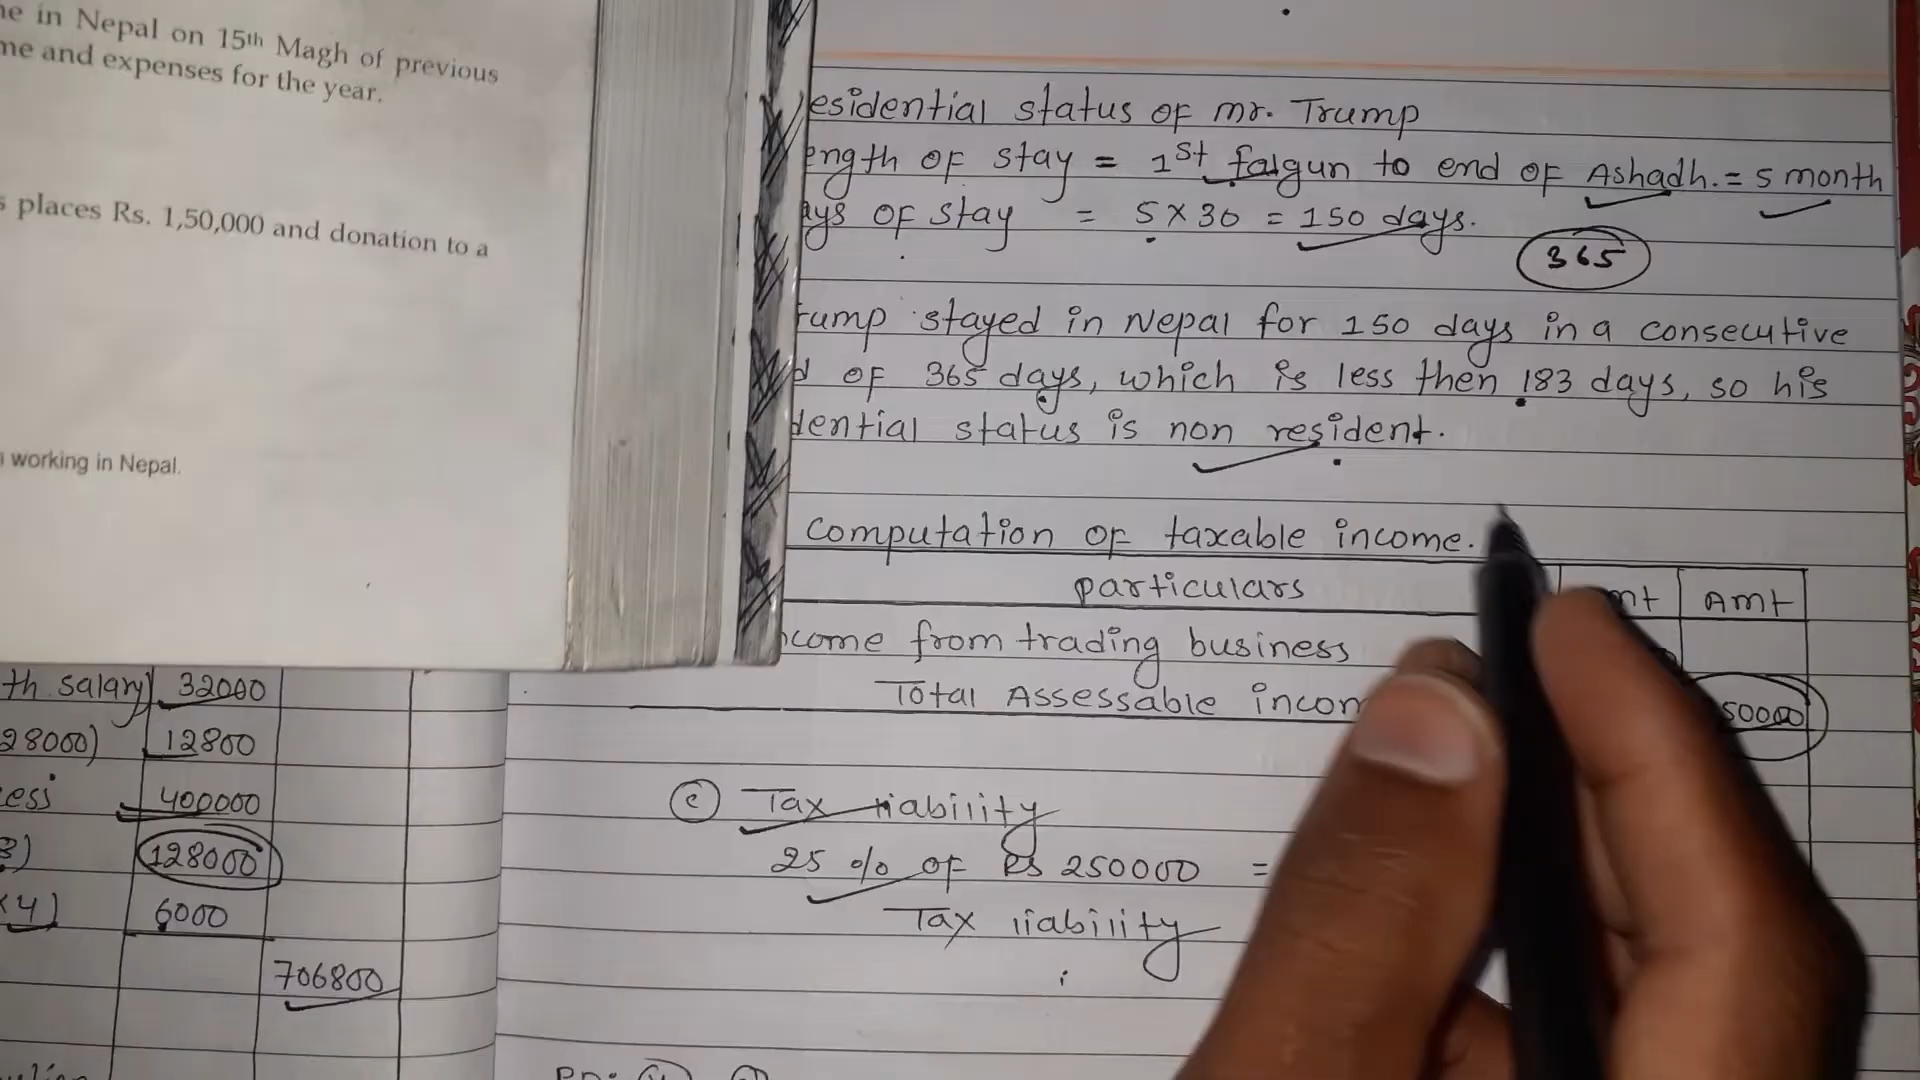 e in Nepal on 15th Magh of previous
me and expenses for the year.
s places Rs. 1,50,000 and donation to a
working in Nepal.
esidential status of mr. Trump
ength of stay = 1st falgun to end of Ashadh. = 5 month
ays of stay = 5 X 30 = 150 days.
365
rump stayed in Nepal for 150 days in a consecutive
d of 365 days, which is less then 183 days, so his
dential status is non resident.
computation of taxable income.
particulars mt Amt
come from trading business
Total Assessable incom 50000
c Tax liability
25 % of Rs 250000 =
Tax liability
th salary) 32000
28000) 12800
ess 400000
3) 128000
x4) 6000
706800